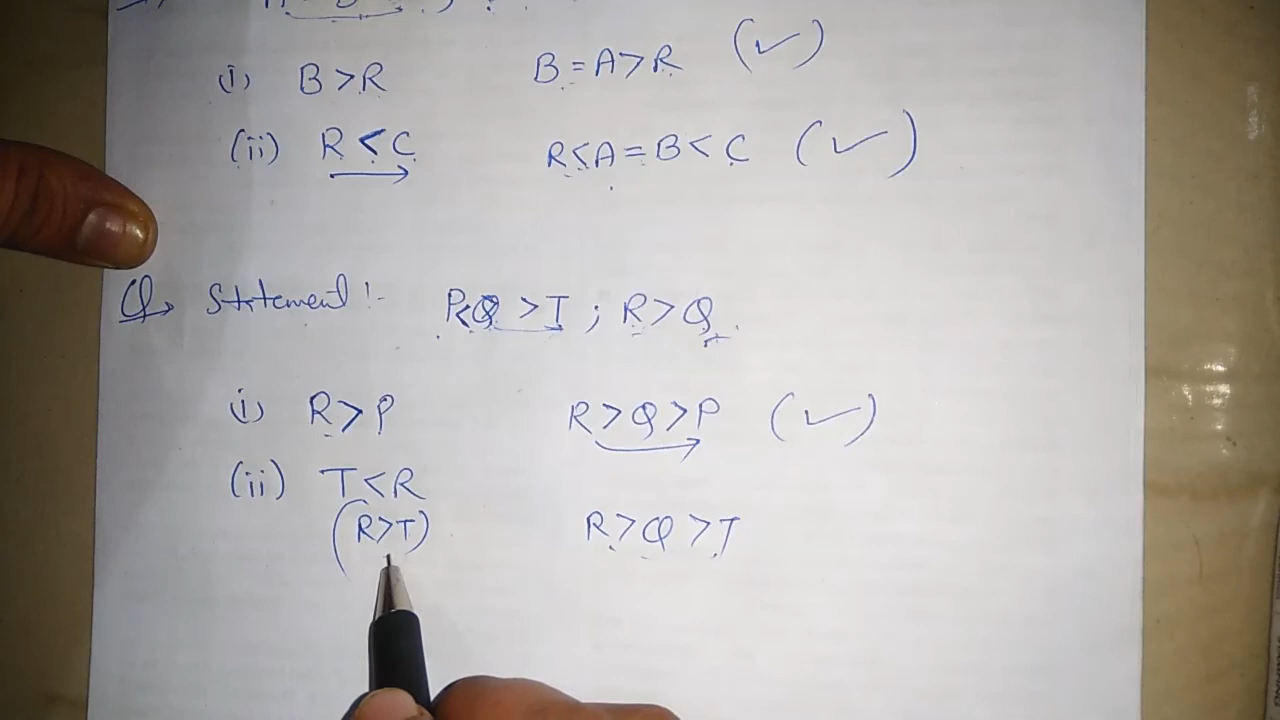 (i) B > R B = A > R (✓)
(ii) R < C R < A = B < C (✓)
Q→ Statement :- P < Q > T ; R > Q
(i) R > P R > Q > P (✓)
(ii) T < R
(R > T) R > Q > T